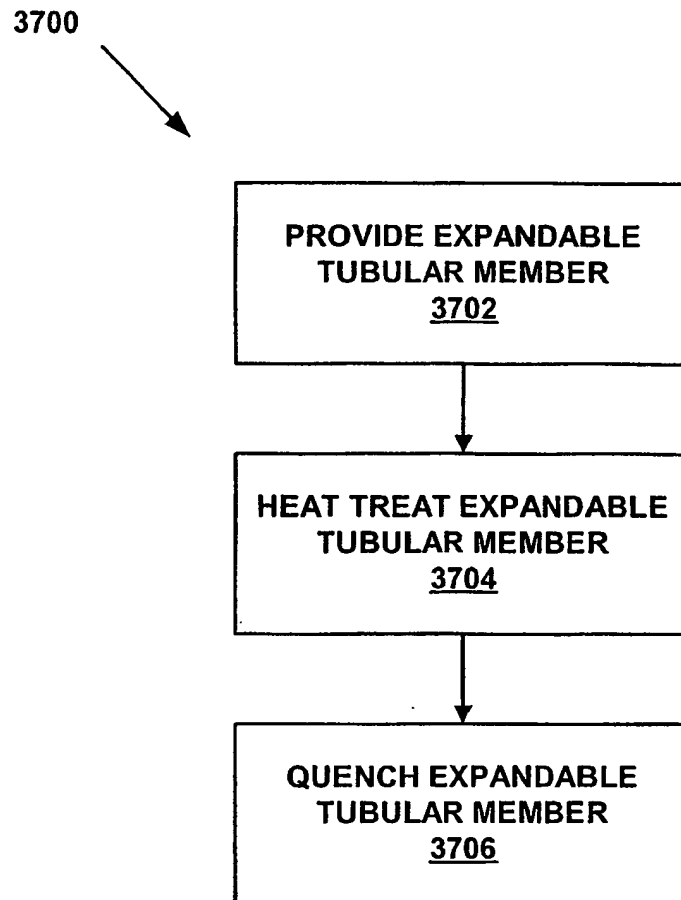 3700
PROVIDE EXPANDABLE
TUBULAR MEMBER
3702
HEAT TREAT EXPANDABLE
TUBULAR MEMBER
3704
QUENCH EXPANDABLE
TUBULAR MEMBER
3706